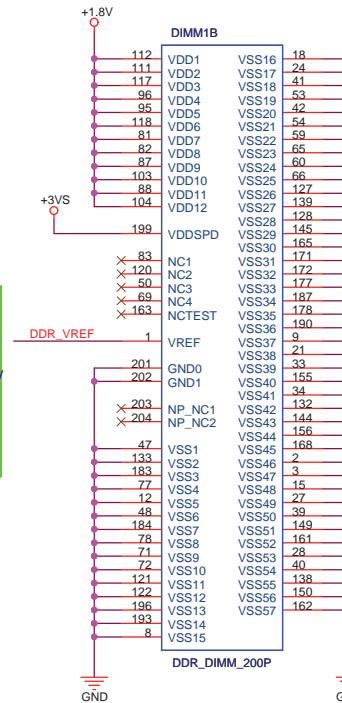 +1.8V
DIMM1B
112 VDD1 VSS16 18
111 VDD2 VSS17 24
117 VDD3 VSS18 41
96 VDD4 VSS19 53
95 VDD5 VSS20 42
118 VDD6 VSS21 54
81 VDD7 VSS22 59
82 VDD8 VSS23 65
87 VDD9 VSS24 60
103 VDD10 VSS25 66
88 VDD11 VSS26 127
104 VDD12 VSS27 139
+3VS
VSS28 128
199 VDDSPD VSS29 145
VSS30 165
83 NC1 VSS31 171
120 NC2 VSS32 172
50 NC3 VSS33 177
69 NC4 VSS34 187
163 NCTEST VSS35 178
VSS36 190
DDR_VREF 1 VREF VSS37 9
VSS38 21
201 GND0 VSS39 33
202 GND1 VSS40 155
VSS41 34
203 NP_NC1 VSS42 132
204 NP_NC2 VSS43 144
VSS44 156
47 VSS1 VSS45 168
133 VSS2 VSS46 2
183 VSS3 VSS47 3
77 VSS4 VSS48 15
12 VSS5 VSS49 27
48 VSS6 VSS50 39
184 VSS7 VSS51 149
78 VSS8 VSS52 161
71 VSS9 VSS53 28
72 VSS10 VSS54 40
121 VSS11 VSS55 138
122 VSS12 VSS56 150
196 VSS13 VSS57 162
193 VSS14
8 VSS15
DDR_DIMM_200P
GND